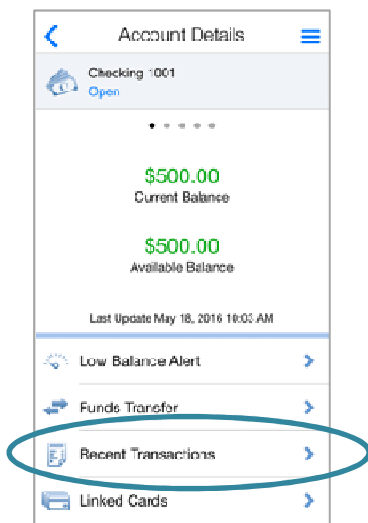 Account Details
Checking 1001
Open
$500.00
Current Balance
$500.00
Available Balance
Last Update May 18, 2016 10:03 AM
Low Balance Alert
Funds Transfer
Recent Transactions
Linked Cards